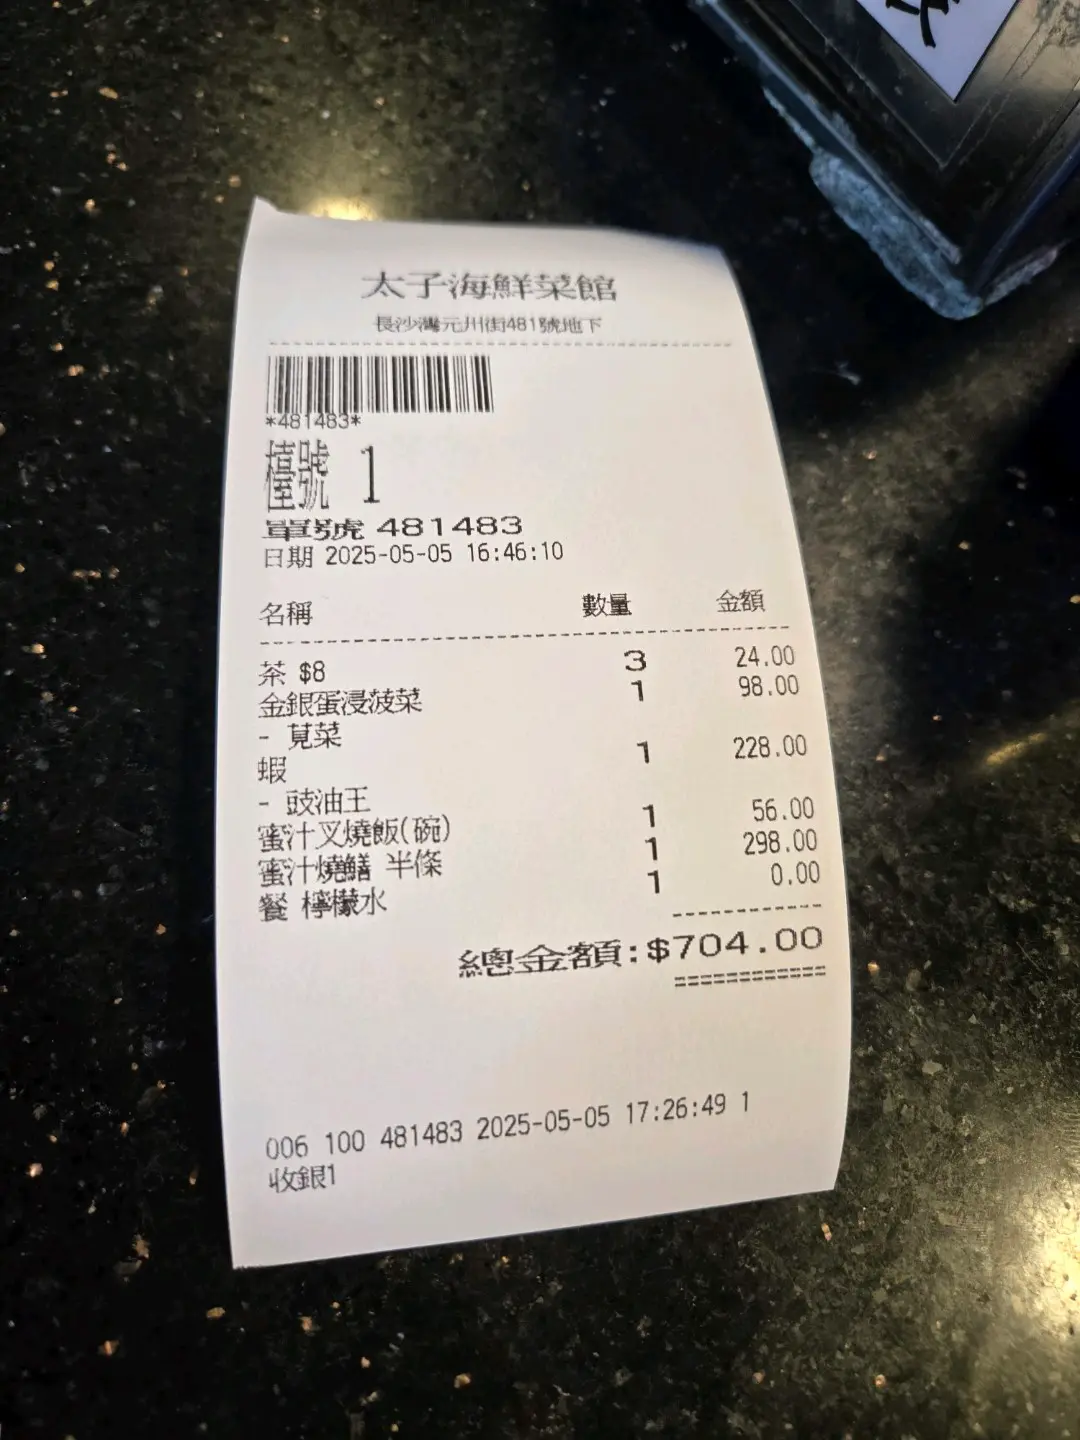 太子海鮮菜館
長沙灣元州街481號地下
*481483*
檯號 1
單號 481483
日期 2025-05-05 16:46:10
名稱 數量 金額
茶 $8 3 24.00
金銀蛋浸菠菜 1 98.00
- 莧菜
蝦 1 228.00
- 豉油王
蜜汁叉燒飯(碗) 1 56.00
蜜汁燒鱔 半條 1 298.00
餐 檸檬水 1 0.00
總金額:$704.00
006 100 481483 2025-05-05 17:26:49 1
收銀1